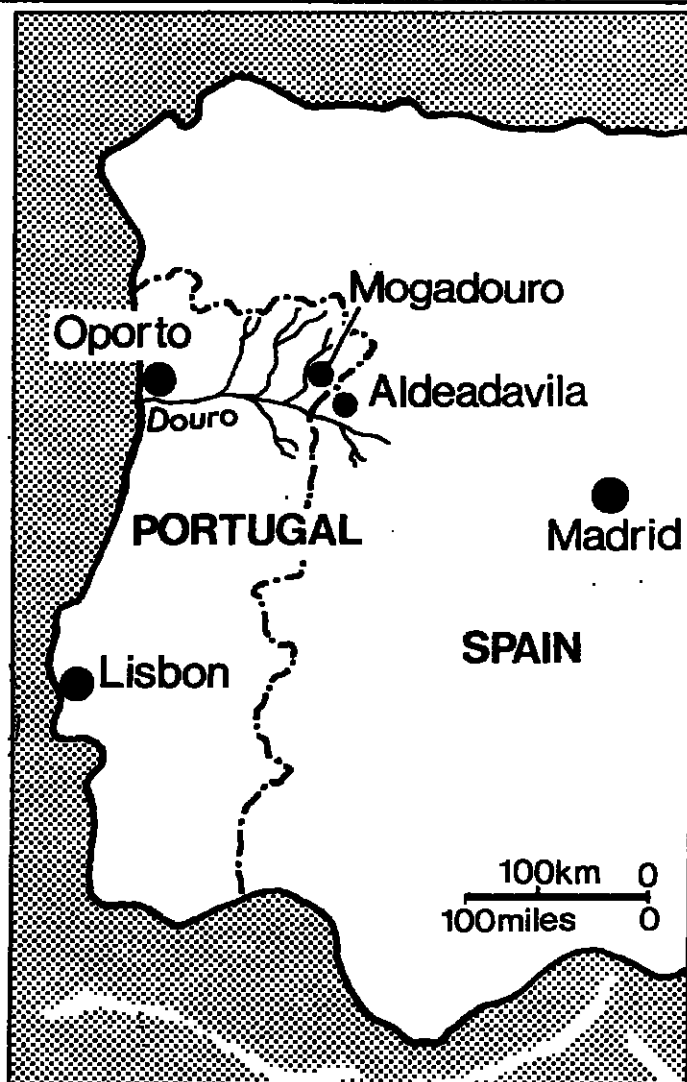 Mogadouro
Oporto
Aldeadavila
Douro
PORTUGAL
Madrid
SPAIN
Lisbon
100km 0
100miles 0